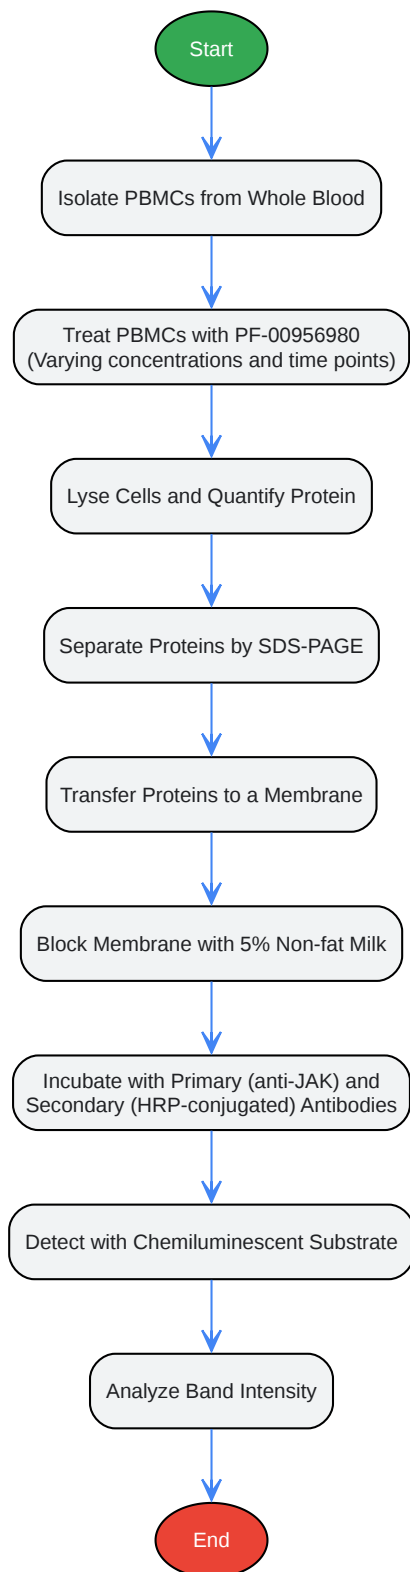 Start
Isolate PBMCs from Whole Blood
Treat PBMCs with PF-00956980
(Varying concentrations and time points)
Lyse Cells and Quantify Protein
Separate Proteins by SDS-PAGE
Transfer Proteins to a Membrane
Block Membrane with 5% Non-fat Milk
Incubate with Primary (anti-JAK) and
Secondary (HRP-conjugated) Antibodies
Detect with Chemiluminescent Substrate
Analyze Band Intensity
End